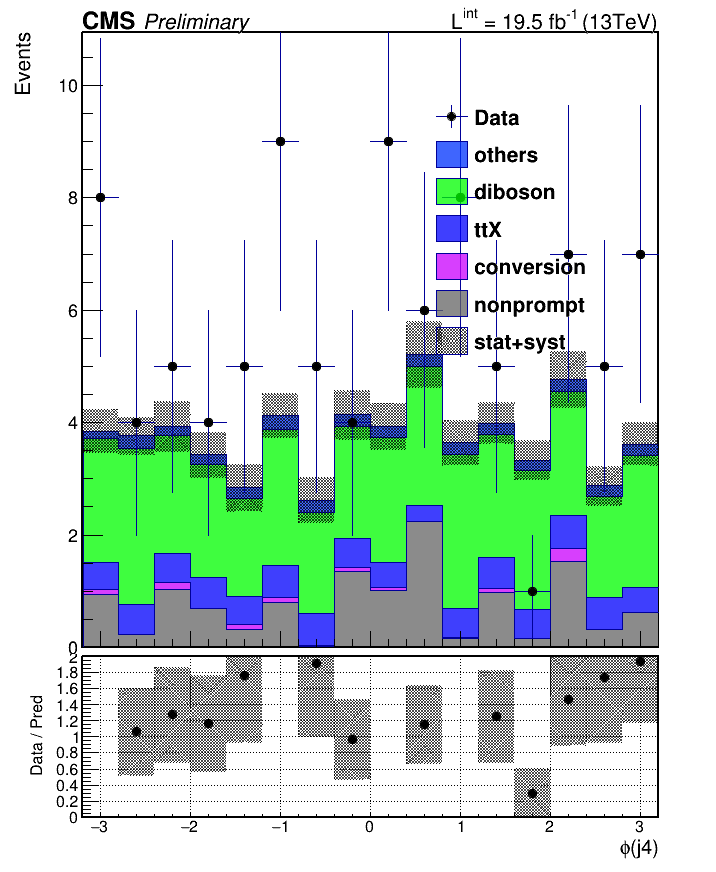 CMS Preliminary L^int = 19.5 fb^-1 (13TeV)
Events
10
8
6
4
2
0
Data
others
diboson
ttX
conversion
nonprompt
stat+syst
Data / Pred
2
1.8
1.6
1.4
1.2
1
0.8
0.6
0.4
0.2
0
−3 −2 −1 0 1 2 3
ϕ(j4)